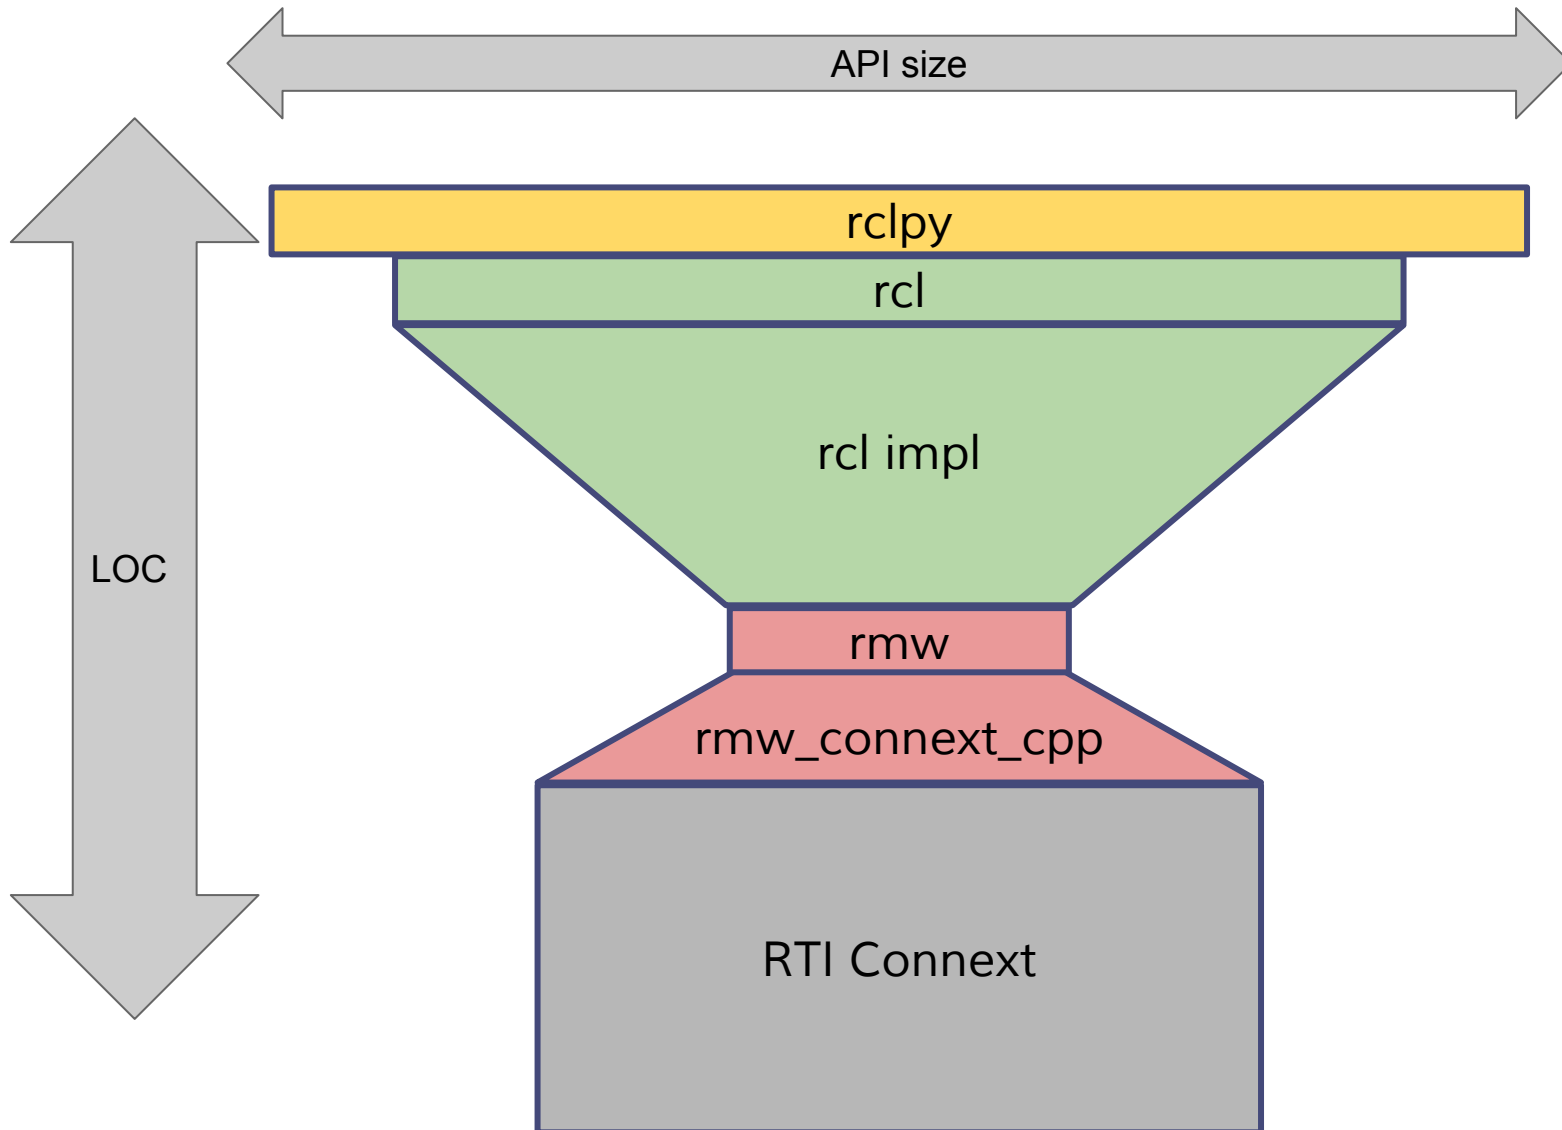 API size
rclpy
rcl
rcl impl
LOC
rmw
rmw_connext_cpp
RTI Connext